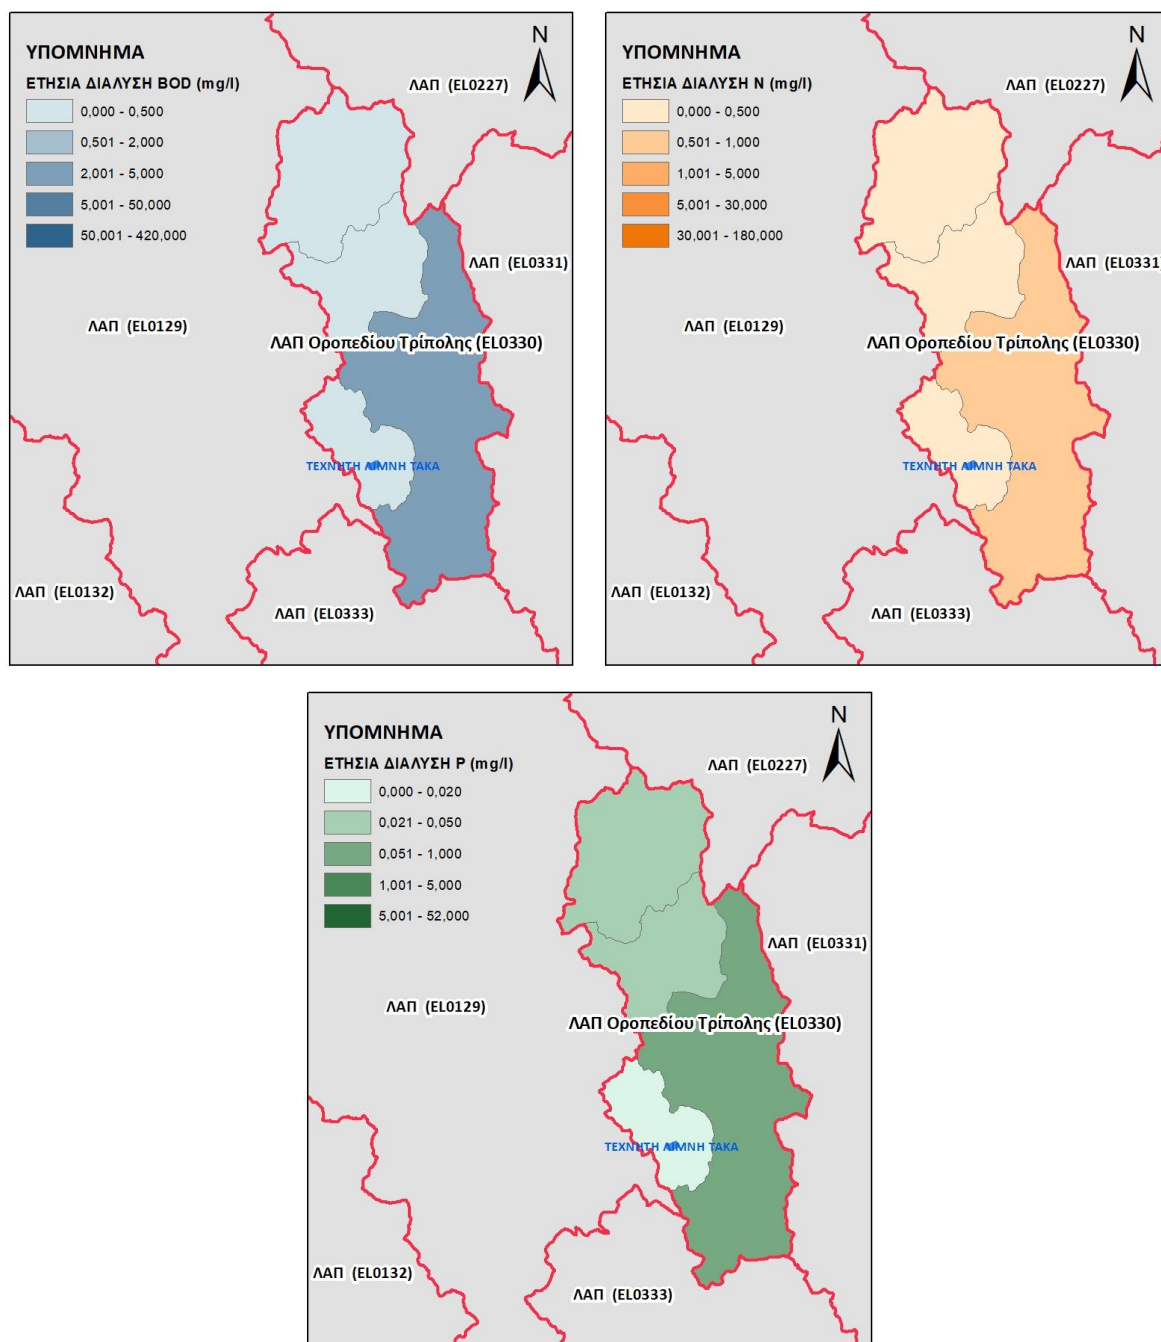 ΥΠΟΜΝΗΜΑ
ΕΤΗΣΙΑ ΔΙΑΛΥΣΗ BOD (mg/l)
0,000 - 0,500
0,501 - 2,000
2,001 - 5,000
5,001 - 50,000
50,001 - 420,000
N
ΛΑΠ (EL0227)
ΛΑΠ (EL0331)
ΛΑΠ (EL0129)
ΛΑΠ Οροπεδίου Τρίπολης (EL0330)
ΤΕΧΝΗΤΗ ΛΙΜΝΗ ΤΑΚΑ
ΛΑΠ (EL0132)
ΛΑΠ (EL0333)
ΥΠΟΜΝΗΜΑ
ΕΤΗΣΙΑ ΔΙΑΛΥΣΗ N (mg/l)
0,000 - 0,500
0,501 - 1,000
1,001 - 5,000
5,001 - 30,000
30,001 - 180,000
N
ΛΑΠ (EL0227)
ΛΑΠ (EL0331)
ΛΑΠ (EL0129)
ΛΑΠ Οροπεδίου Τρίπολης (EL0330)
ΤΕΧΝΗΤΗ ΛΙΜΝΗ ΤΑΚΑ
ΛΑΠ (EL0132)
ΛΑΠ (EL0333)
ΥΠΟΜΝΗΜΑ
ΕΤΗΣΙΑ ΔΙΑΛΥΣΗ P (mg/l)
0,000 - 0,020
0,021 - 0,050
0,051 - 1,000
1,001 - 5,000
5,001 - 52,000
N
ΛΑΠ (EL0227)
ΛΑΠ (EL0331)
ΛΑΠ (EL0129)
ΛΑΠ Οροπεδίου Τρίπολης (EL0330)
ΤΕΧΝΗΤΗ ΛΙΜΝΗ ΤΑΚΑ
ΛΑΠ (EL0132)
ΛΑΠ (EL0333)